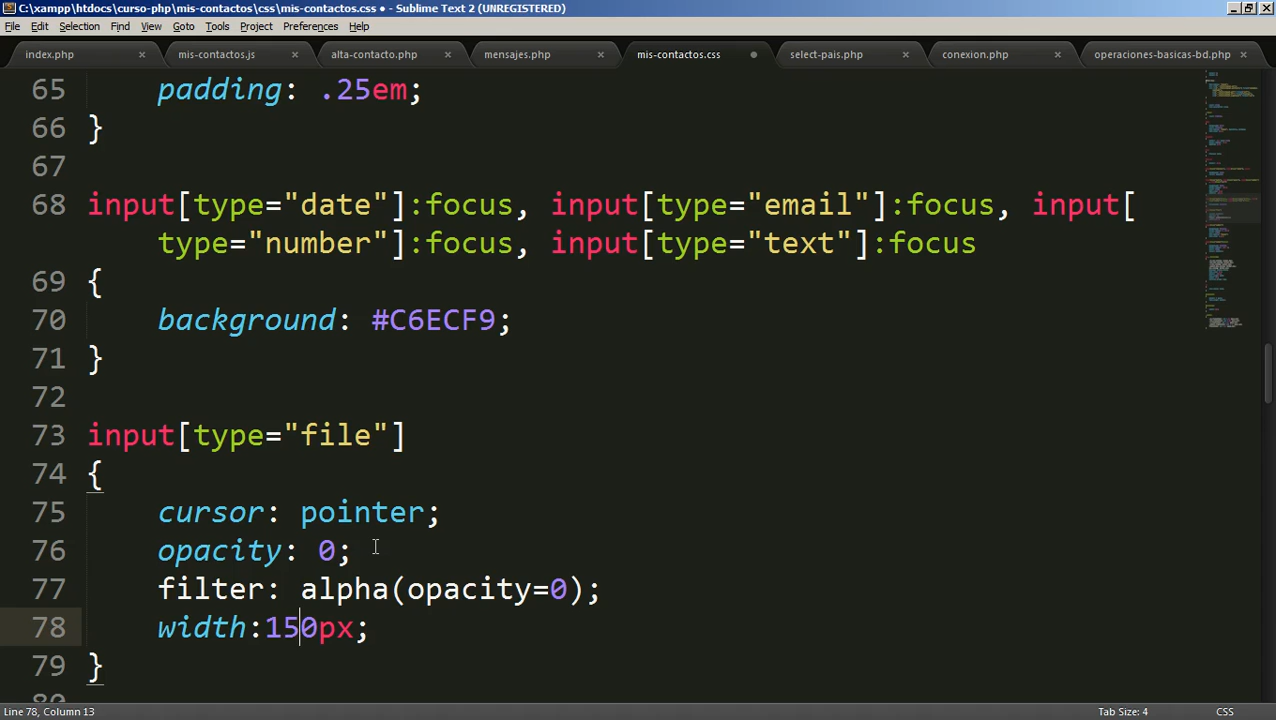 C:\xampp\htdocs\curso-php\mis-contactos\css\mis-contactos.css • - Sublime Text 2 (UNREGISTERED)
File Edit Selection Find View Goto Tools Project Preferences Help
index.php mis-contactos.js alta-contacto.php mensajes.php mis-contactos.css select-pais.php conexion.php operaciones-basicas-bd.php
65 padding: .25em;
66 }
67
68 input[type="date"]:focus, input[type="email"]:focus, input[
type="number"]:focus, input[type="text"]:focus
69 {
70 background: #C6ECF9;
71 }
72
73 input[type="file"]
74 {
75 cursor: pointer;
76 opacity: 0;
77 filter: alpha(opacity=0);
78 width:150px;
79 }
80
Line 78, Column 13 Tab Size: 4 CSS